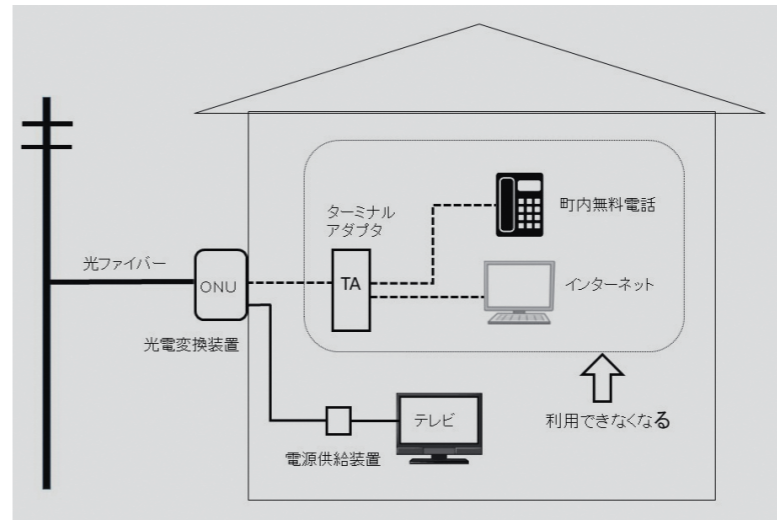 ターミナル
アダプタ
町内無料電話
光ファイバー
ONU
TA
インターネット
光電変換装置
テレビ
利用できなくなる
電源供給装置